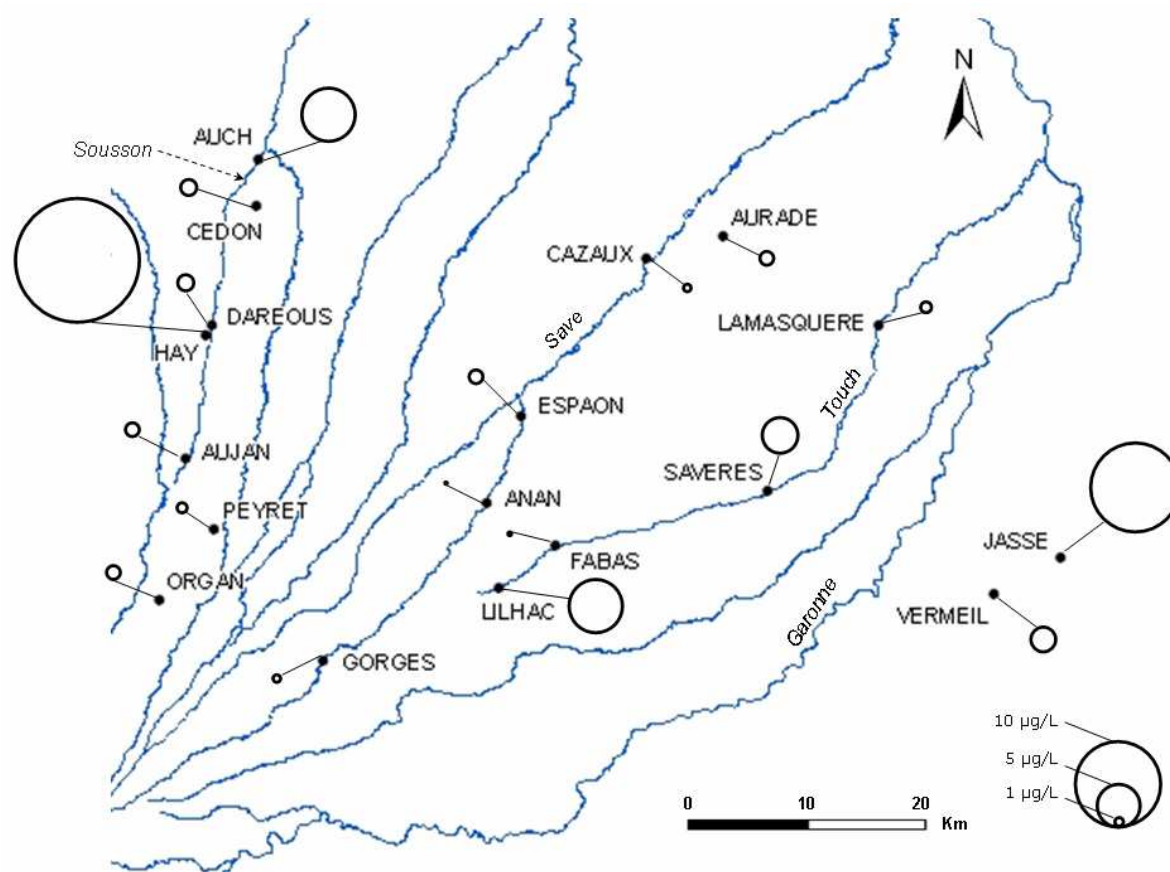 N
AUCH
Sousson
CEDON
AURADE
CAZAUX
DAREOUS
LAMASQUERE
HAY
Save
Touch
ESPAON
AUJAN
SAVERES
ANAN
PEYRET
JASSE
FABAS
ORGAN
LILHAC
Garonne
VERMEIL
GORGES
10 µg/L
5 µg/L
1 µg/L
0 10 20
Km